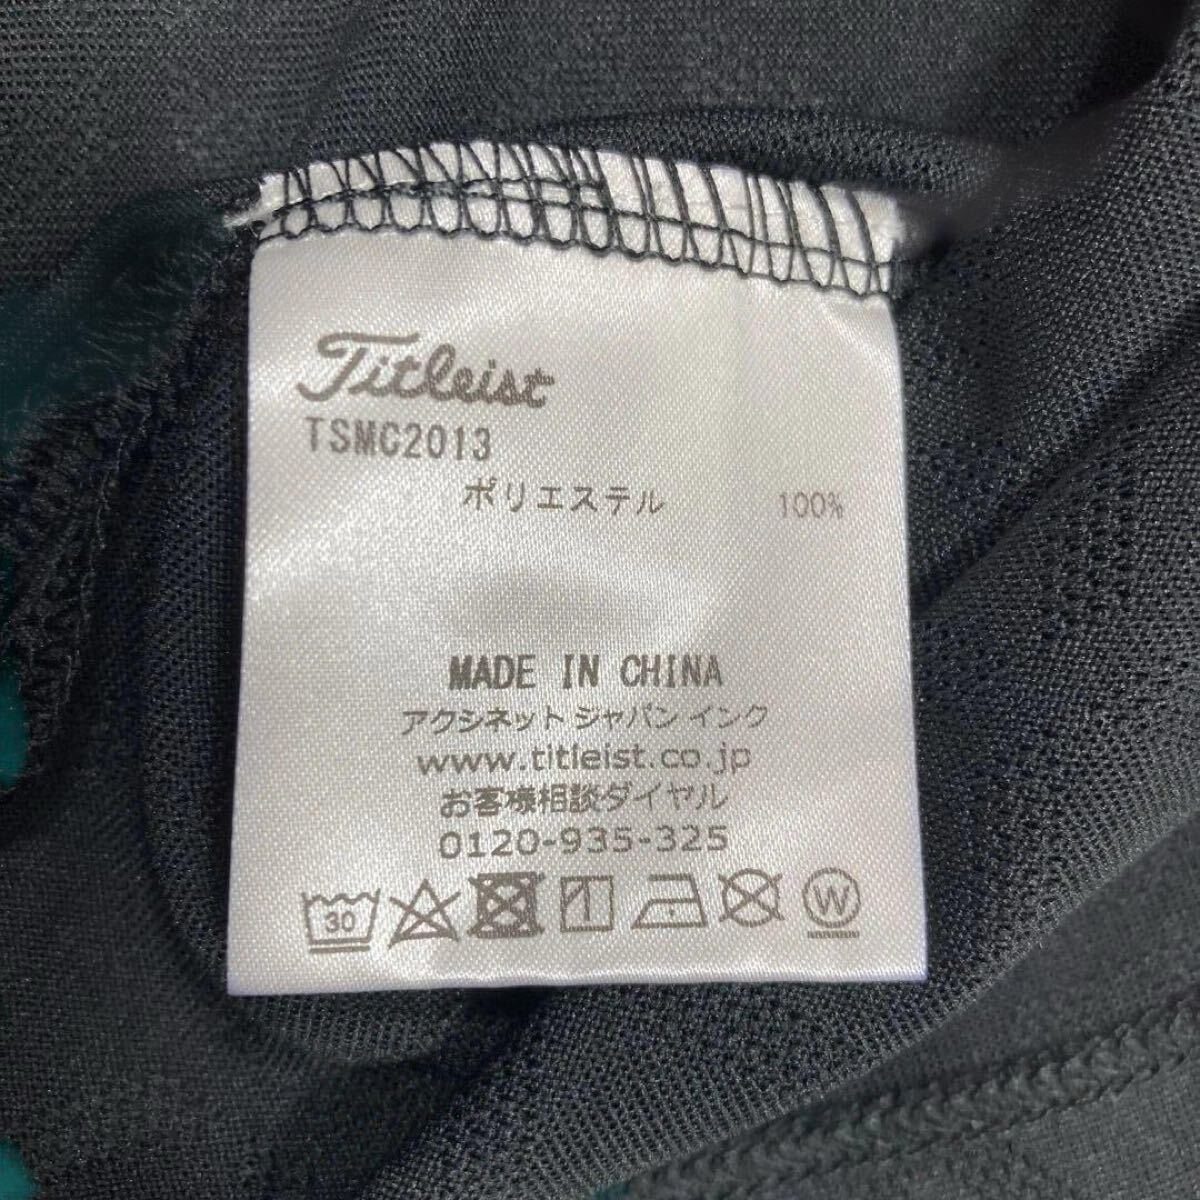 Titleist
TSMC2013
ポリエステル 100%
MADE IN CHINA
アクシネット ジャパン インク
www.titleist.co.jp
お客様相談ダイヤル
0120-935-325
30 W